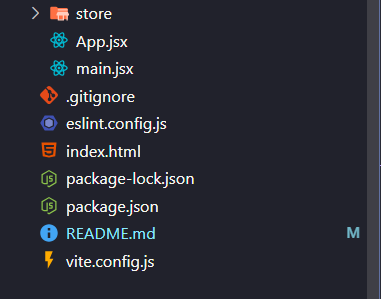 store
App.jsx
main.jsx
.gitignore
eslint.config.js
index.html
package-lock.json
package.json
README.md M
vite.config.js